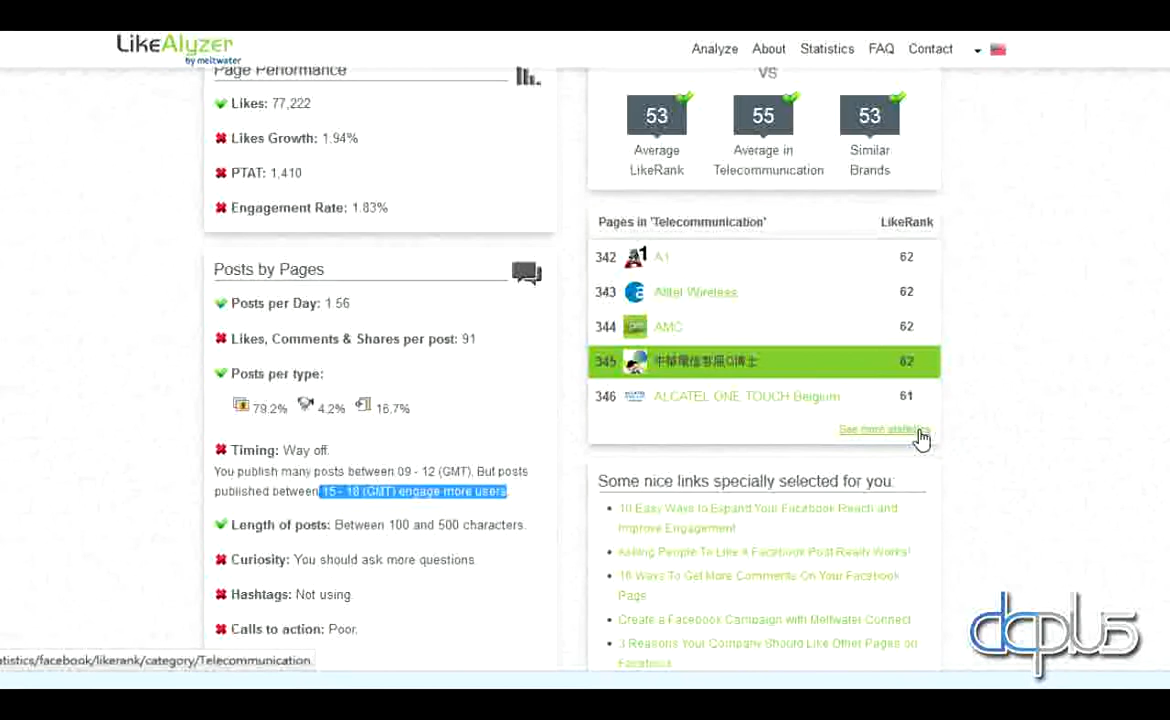 LikeAlyzer
by meltwater
Analyze About Statistics FAQ Contact
Page Performance
Likes: 77,222
Likes Growth: 1.94%
PTAT: 1,410
Engagement Rate: 1.83%
Posts by Pages
Posts per Day: 1.56
Likes, Comments & Shares per post: 91
Posts per type:
79.2% 4.2% 16.7%
Timing: Way off.
You publish many posts between 09 - 12 (GMT). But posts
published between 15 - 18 (GMT) engage more users
Length of posts: Between 100 and 500 characters.
Curiosity: You should ask more questions
Hashtags: Not using.
Calls to action: Poor.
VS
53 55 53
Average LikeRank
Average in Telecommunication
Similar Brands
Pages in 'Telecommunication' LikeRank
342 A1 62
343 Alltel Wireless 62
344 AMC 62
345 中華電信客服 博士 62
346 ALCATEL ONE TOUCH Belgium 61
See more statistics
Some nice links specially selected for you:
10 Easy Ways to Expand Your Facebook Reach and
Improve Engagement
Asking People To Like A Facebook Post Really Works!
16 Ways To Get More Comments On Your Facebook
Page
Create a Facebook Campaign with Meltwater Connect
3 Reasons Your Company Should Like Other Pages on
Facebook
atistics/facebook/likerank/category/Telecommunication
dcplus